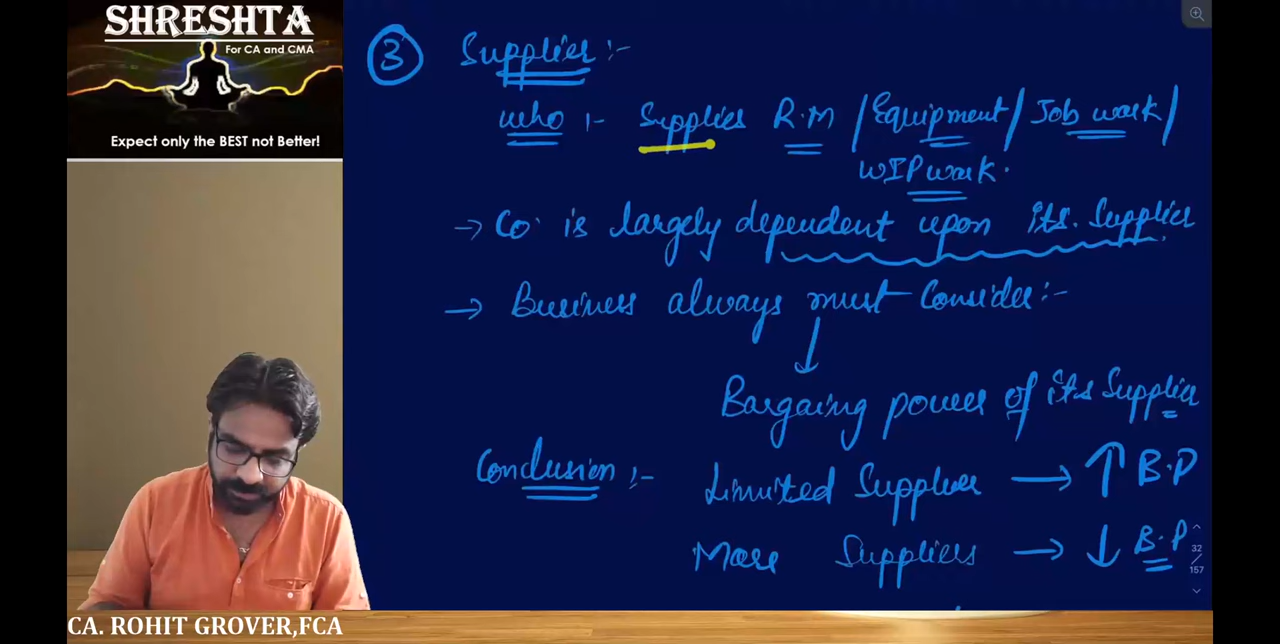 SHRESHTA
For CA and CMA
Expect only the BEST not Better!
③ Supplier :-
who :- Supplies R.M / Equipment / Job work /
WIP work.
→ Co. is largely dependent upon its. Supplier
→ Business always must Consider :-
↓
Bargaing power of its Supplier
Conclusion :- Limited Supplier → ↑ B.P
More Suppliers → ↓ B.P
32
/
157
CA. ROHIT GROVER,FCA